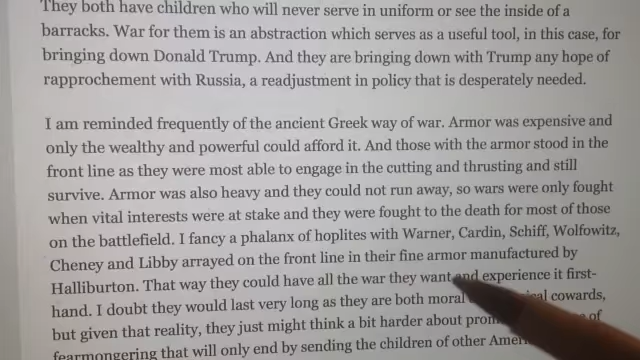 They both have children who will never serve in uniform or see the inside of a
barracks. War for them is an abstraction which serves as a useful tool, in this case, for
bringing down Donald Trump. And they are bringing down with Trump any hope of
rapprochement with Russia, a readjustment in policy that is desperately needed.
I am reminded frequently of the ancient Greek way of war. Armor was expensive and
only the wealthy and powerful could afford it. And those with the armor stood in the
front line as they were most able to engage in the cutting and thrusting and still
survive. Armor was also heavy and they could not run away, so wars were only fought
when vital interests were at stake and they were fought to the death for most of those
on the battlefield. I fancy a phalanx of hoplites with Warner, Cardin, Schiff, Wolfowitz,
Cheney and Libby arrayed on the front line in their fine armor manufactured by
Halliburton. That way they could have all the war they want and experience it first-
hand. I doubt they would last very long as they are both moral cowards,
but given that reality, they just might think a bit harder about of
fearmongering that will only end by sending the children of other